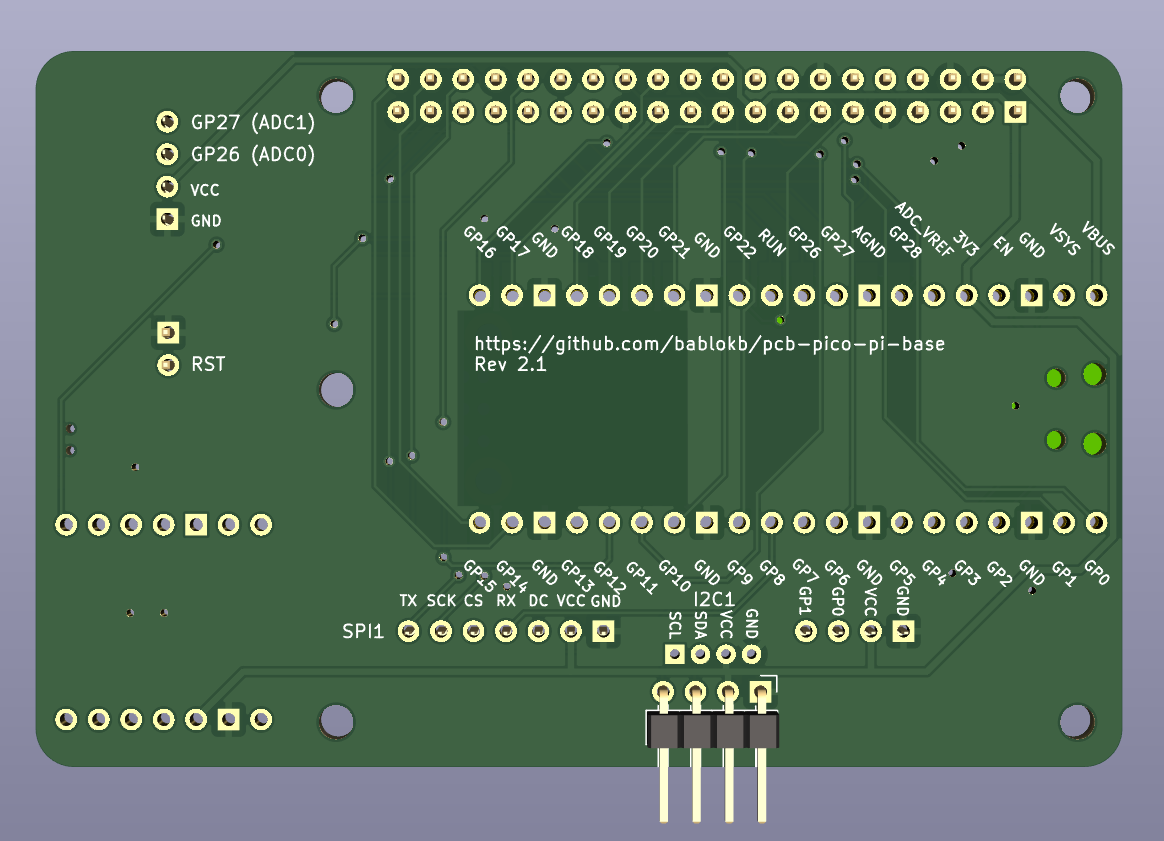 GP27 (ADC1)
GP26 (ADC0)
VCC
GND
GP16
GP17
GND
GP18
GP19
GP20
GP21
GND
GP22
RUN
GP26
GP27
AGND
GP28
ADC_VREF
3V3
EN
GND
VSYS
VBUS
https://github.com/bablokb/pcb-pico-pi-base
Rev 2.1
RST
GP15
GP14
GND
GP13
GP12
GP11
GP10
GND
GP9
GP8
GP7
GP6
GND
GP5
GP4
GP3
GP2
GND
GP1
GP0
TX SCK CS RX DC VCC GND
SPI1
I2C1
SCL
SDA
VCC
GND
GP1
GP0
VCC
GND